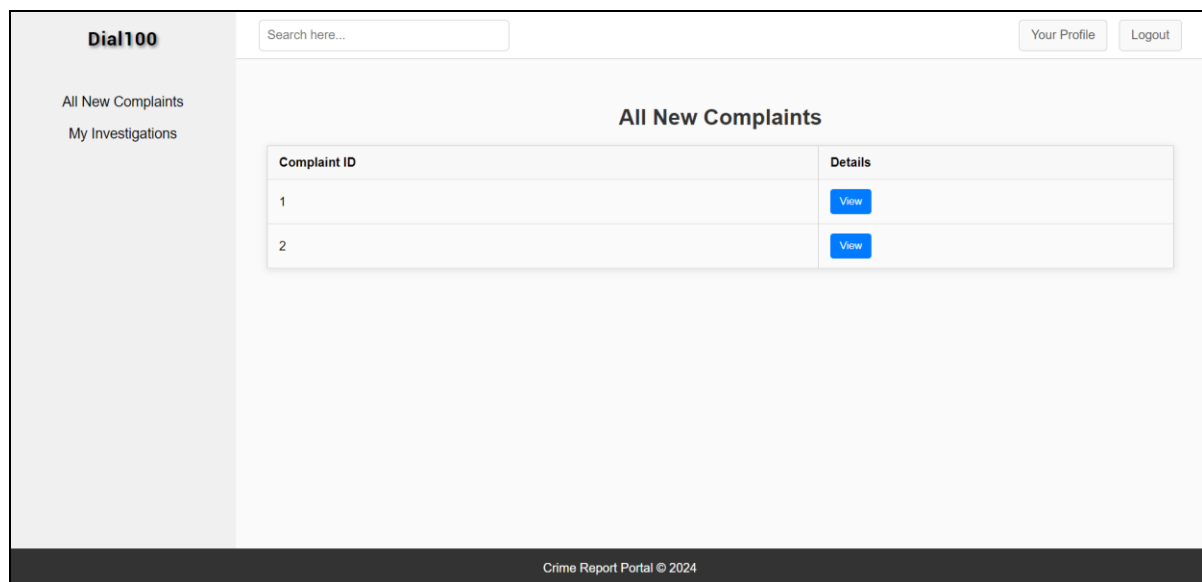 Dial100
Search here...
Your Profile
Logout
All New Complaints
My Investigations
All New Complaints
Complaint ID Details
1 View
2 View
Crime Report Portal © 2024